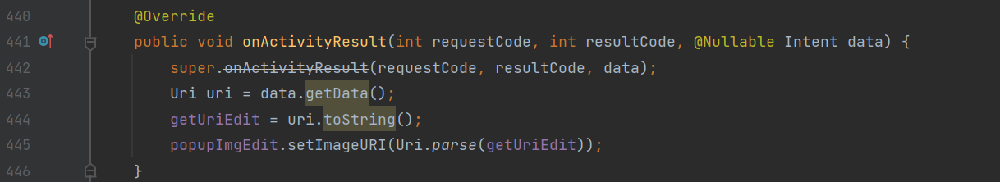 440 @Override
441 public void onActivityResult(int requestCode, int resultCode, @Nullable Intent data) {
442 super.onActivityResult(requestCode, resultCode, data);
443 Uri uri = data.getData();
444 getUriEdit = uri.toString();
445 popupImgEdit.setImageURI(Uri.parse(getUriEdit));
446 }